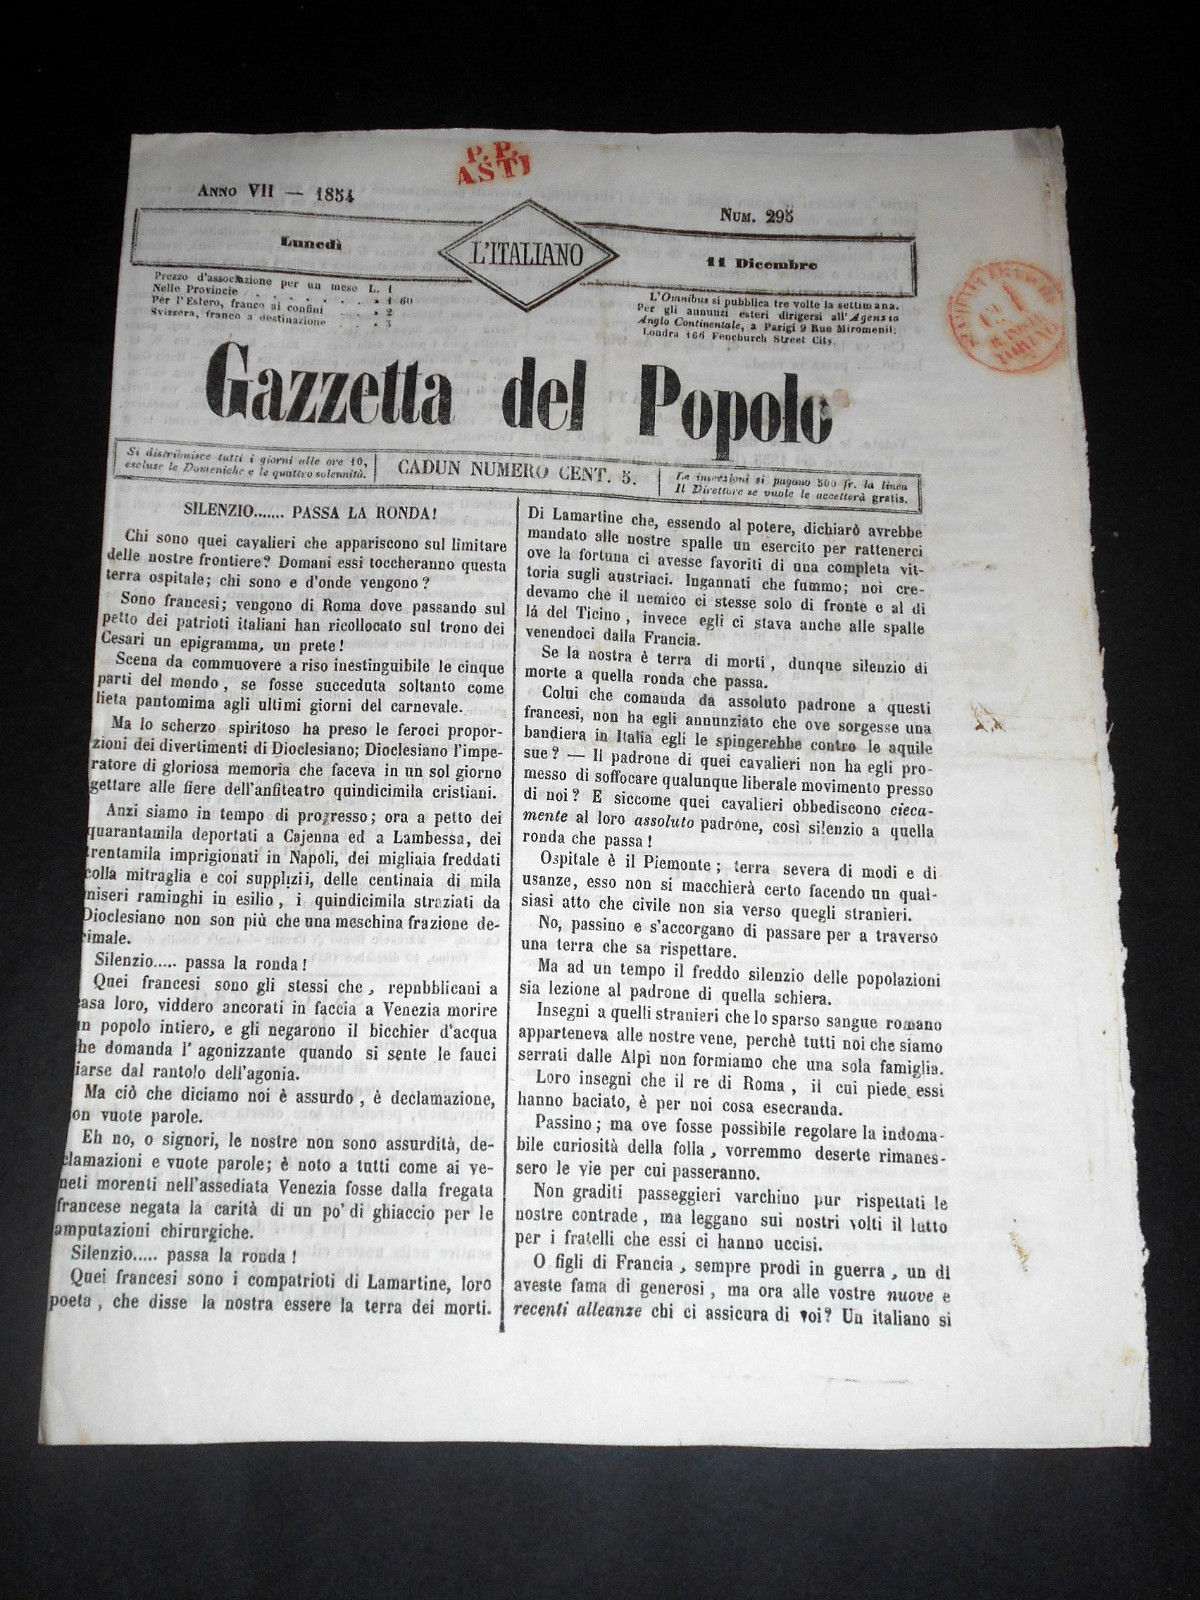 P. P.
ASTI
ANNO VII — 1854
NUM. 295
Lunedì
L'ITALIANO
11 Dicembre
Prezzo d'associazione per un mese L. 1
Nelle Provincie . . . . . . . . » 1 60
Per l'Estero, franco ai confini . . . » 2
Svizzera, franco a destinazione . . . » 3
L'Omnibus si pubblica tre volte la settimana.
Per gli annunzi esteri dirigersi all'Agenzia
Anglo Continentale, a Parigi 9 Rue Miromenil;
Londra 166 Fenchurch Street City.
TORINO
Gazzetta del Popolo
Si distribuisce tutti i giorni alle ore 10,
escluse le Domeniche e le quattro solennità.
CADUN NUMERO CENT. 5.
Le inserzioni si pagano 500 fr. la linea
Il Direttore se vuole le accetterà gratis.
SILENZIO....... PASSA LA RONDA!
Chi sono quei cavalieri che appariscono sul limitare
delle nostre frontiere? Domani essi toccheranno questa
terra ospitale; chi sono e d'onde vengono?
Sono francesi; vengono di Roma dove passando sul
petto dei patrioti italiani han ricollocato sul trono dei
Cesari un epigramma, un prete!
Scena da commuovere a riso inestinguibile le cinque
parti del mondo, se fosse succeduta soltanto come
lieta pantomima agli ultimi giorni del carnevale.
Ma lo scherzo spiritoso ha preso le feroci propor-
zioni dei divertimenti di Dioclesiano; Dioclesiano l'impe-
ratore di gloriosa memoria che faceva in un sol giorno
gettare alle fiere dell'anfiteatro quindicimila cristiani.
Anzi siamo in tempo di progresso; ora a petto dei
quarantamila deportati a Cajenna ed a Lambessa, dei
trentamila imprigionati in Napoli, dei migliaia freddati
colla mitraglia e coi supplizii, delle centinaia di mila
miseri raminghi in esilio, i quindicimila straziati da
Dioclesiano non son più che una meschina frazione de-
cimale.
Silenzio..... passa la ronda!
Quei francesi sono gli stessi che, repnbblicani a
casa loro, viddero ancorati in faccia a Venezia morire
un popolo intiero, e gli negarono il bicchier d'acqua
che domanda l'agonizzante quando si sente le fauci
iarse dal rantolo dell'agonia.
Ma ciò che diciamo noi è assurdo, è declamazione,
on vuote parole.
Eh no, o signori, le nostre non sono assurdità, de-
clamazioni e vuote parole; è noto a tutti come ai ve-
neti morenti nell'assediata Venezia fosse dalla fregata
francese negata la carità di un po' di ghiaccio per le
amputazioni chirurgiche.
Silenzio..... passa la ronda!
Quei francesi sono i compatrioti di Lamartine, loro
poeta, che disse la nostra essere la terra dei morti.
Di Lamartine che, essendo al potere, dichiarò avrebbe
mandato alle nostre spalle un esercito per rattenerci
ove la fortuna ci avesse favoriti di una completa vit-
toria sugli austriaci. Ingannati che fummo; noi cre-
devamo che il nemico ci stesse solo di fronte e al di
là del Ticino, invece egli ci stava anche alle spalle
venendoci dalla Francia.
Se la nostra è terra di morti, dunque silenzio di
morte a quella ronda che passa.
Colui che comanda da assoluto padrone a questi
francesi, non ha egli annunziato che ove sorgesse una
bandiera in Italia egli le spingerebbe contro le aquile
sue? — Il padrone di quei cavalieri non ha egli pro-
messo di soffocare qualunque liberale movimento presso
di noi? E siccome quei cavalieri obbediscono cieca-
mente al loro assoluto padrone, così silenzio a quella
ronda che passa!
Ospitale è il Piemonte; terra severa di modi e di
usanze, esso non si macchierà certo facendo un qual-
siasi atto che civile non sia verso quegli stranieri.
No, passino e s'accorgano di passare per a traverso
una terra che sa rispettare.
Ma ad un tempo il freddo silenzio delle popolazioni
sia lezione al padrone di quella schiera.
Insegni a quelli stranieri che lo sparso sangue romano
apparteneva alle nostre vene, perchè tutti noi che siamo
serrati dalle Alpi non formiamo che una sola famiglia.
Loro insegni che il re di Roma, il cui piede essi
hanno baciato, è per noi cosa esecranda.
Passino; ma ove fosse possibile regolare la indoma-
bile curiosità della folla, vorremmo deserte rimanes-
sero le vie per cui passeranno.
Non graditi passeggieri varchino pur rispettati le
nostre contrade, ma leggano sui nostri volti il lutto
per i fratelli che essi ci hanno uccisi.
O figli di Francia, sempre prodi in guerra, un di
aveste fama di generosi, ma ora alle vostre nuove e
recenti alleanze chi ci assicura di voi? Un italiano si